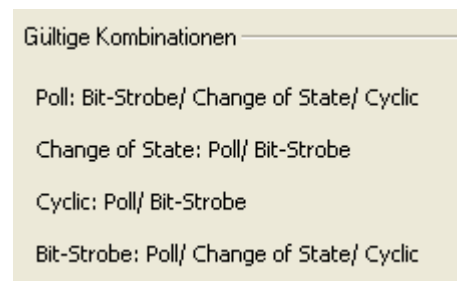 Gültige Kombinationen
Poll: Bit-Strobe/ Change of State/ Cyclic
Change of State: Poll/ Bit-Strobe
Cyclic: Poll/ Bit-Strobe
Bit-Strobe: Poll/ Change of State/ Cyclic